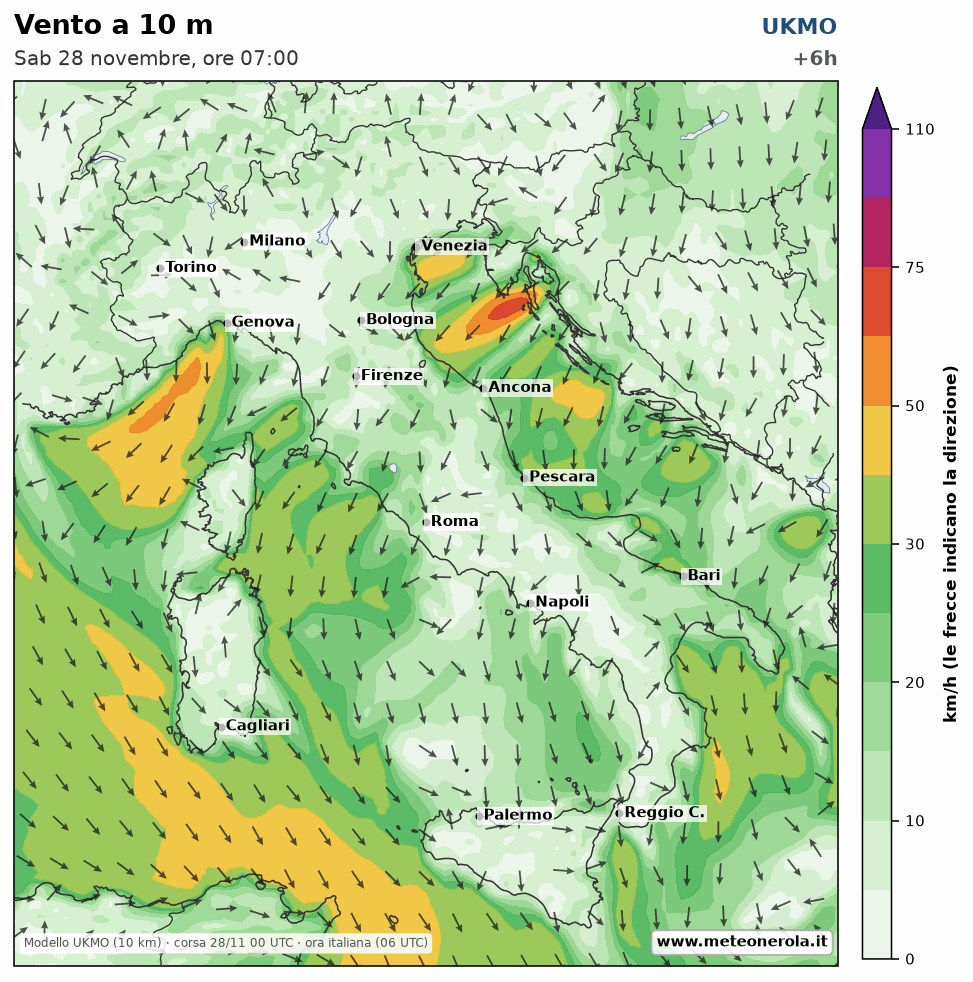 Vento a 10 m
UKMO
Sab 28 novembre, ore 07:00
+6h
110
75
50
30
20
10
0
km/h (le frecce indicano la direzione)
Venezia
Milano
Torino
Genova
Bologna
Firenze
Ancona
Pescara
Roma
Bari
Napoli
Cagliari
Palermo
Reggio C.
Modello UKMO (10 km) · corsa 28/11 00 UTC · ora italiana (06 UTC)
www.meteonerola.it